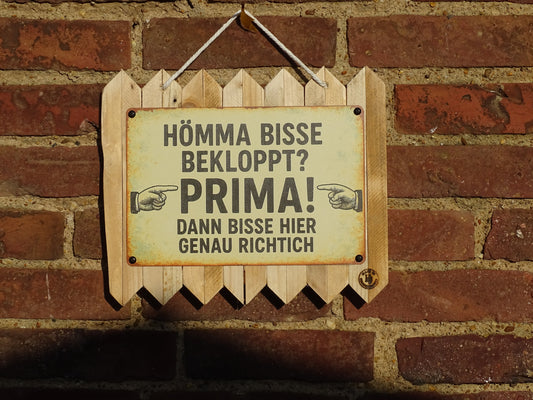 HÖMMA BISSE
BEKLOPPT?
PRIMA!
DANN BISSE HIER
GENAU RICHTICH